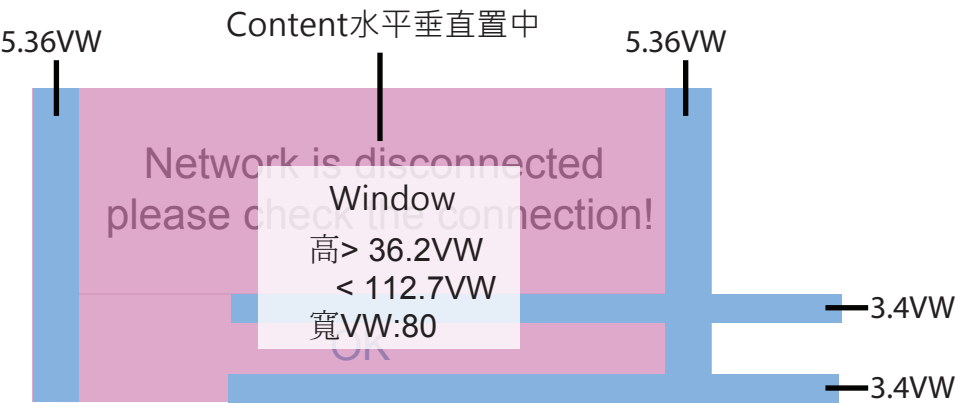 Content水平垂直置中
5.36VW
5.36VW
Network is disconnected
please check the connection!
Window
高> 36.2VW
< 112.7VW
寬VW:80
OK
3.4VW
3.4VW